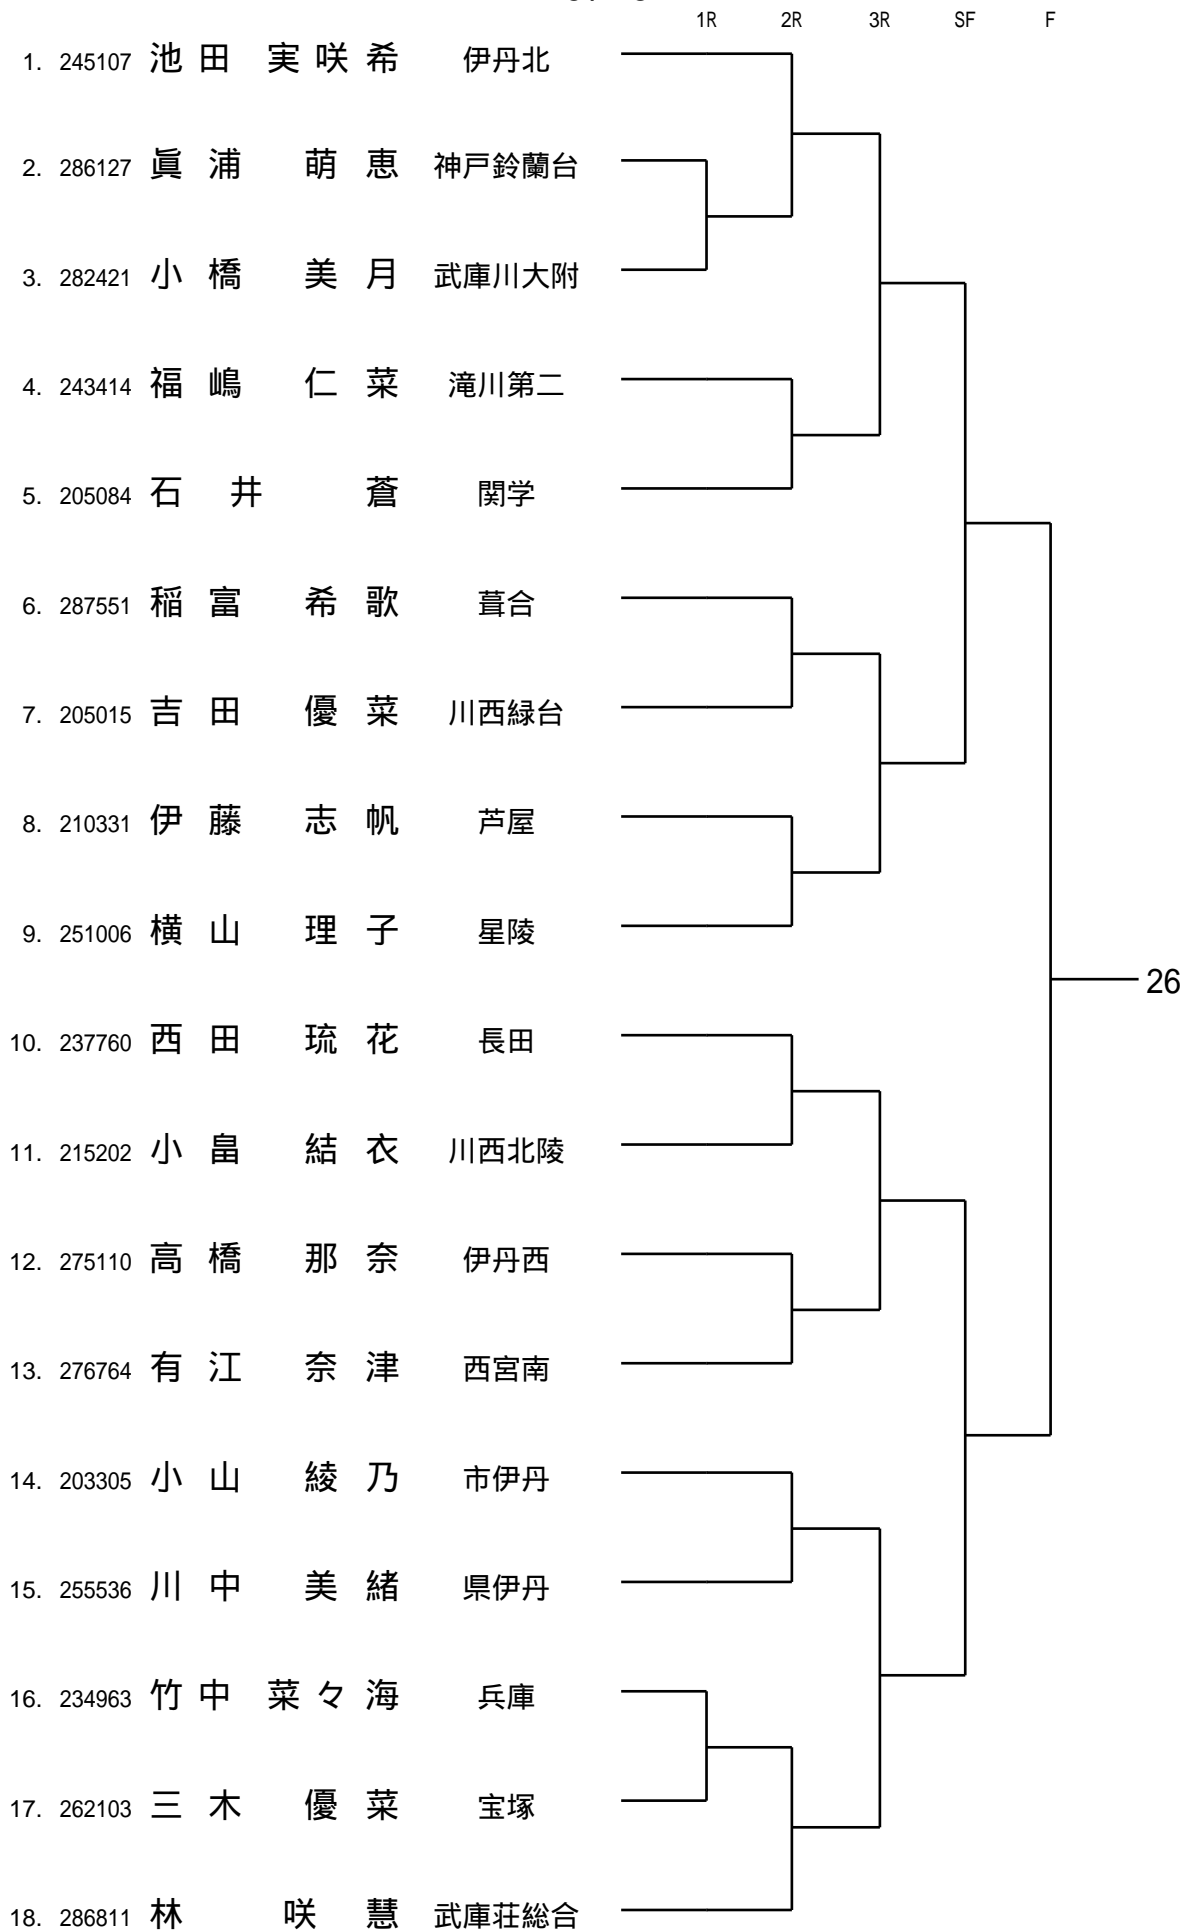 1R 2R 3R SF F
1. 245107 池田 実咲希 伊丹北
2. 286127 眞浦 萌恵 神戸鈴蘭台
3. 282421 小橋 美月 武庫川大附
4. 243414 福嶋 仁菜 滝川第二
5. 205084 石井 蒼 関学
6. 287551 稲富 希歌 葺合
7. 205015 吉田 優菜 川西緑台
8. 210331 伊藤 志帆 芦屋
9. 251006 横山 理子 星陵
26
10. 237760 西田 琉花 長田
11. 215202 小畠 結衣 川西北陵
12. 275110 高橋 那奈 伊丹西
13. 276764 有江 奈津 西宮南
14. 203305 小山 綾乃 市伊丹
15. 255536 川中 美緒 県伊丹
16. 234963 竹中 菜々海 兵庫
17. 262103 三木 優菜 宝塚
18. 286811 林 咲慧 武庫荘総合